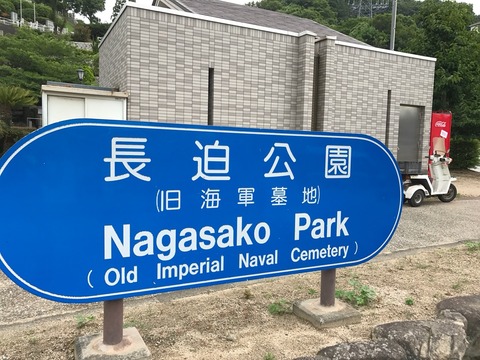 長迫公園
(旧海軍墓地)
Nagasako Park
( Old Imperial Naval Cemetery )